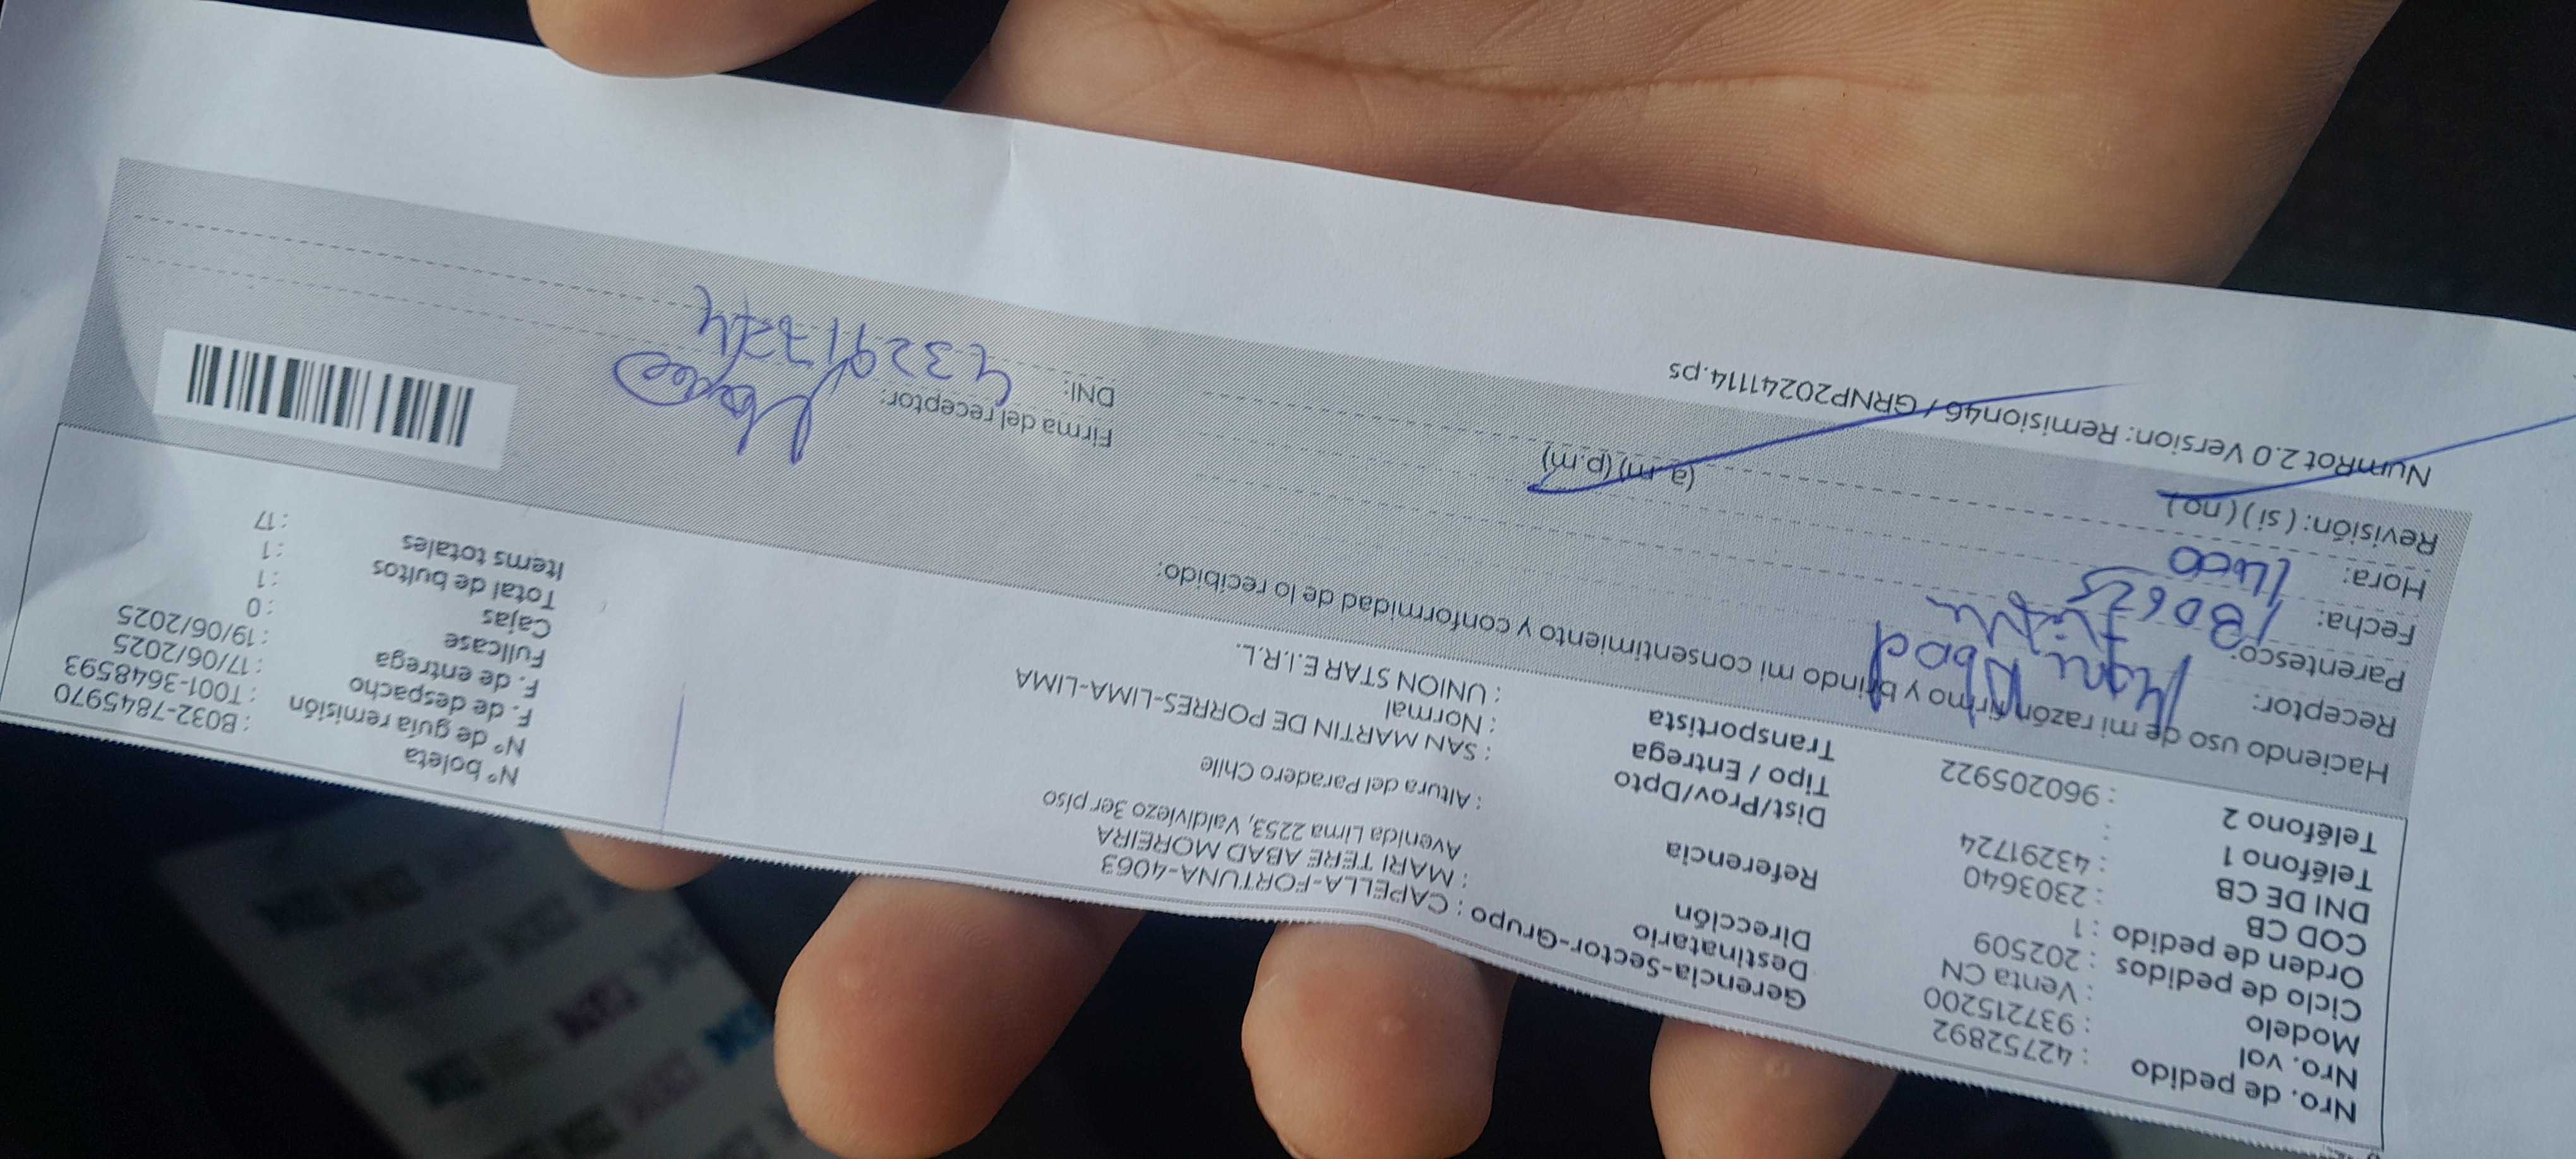 Nro. de pedido : 42752892
Nro. vol : 937215200
Modelo : Venta CN
Ciclo de pedidos : 202509
Orden de pedido : 1
COD CB : 2303640
DNI DE CB : 43291724
Teléfono 1 :
Teléfono 2 : 960205922
Gerencia-Sector-Grupo : CAPELLA-FORTUNA-4063
Destinatario : MARI TERE ABAD MOREIRA
Dirección Avenida Lima 2253, Valdiviezo 3er piso
Referencia : Altura del Paradero Chile
Dist/Prov/Dpto : SAN MARTIN DE PORRES-LIMA-LIMA
Tipo / Entrega : Normal
Transportista : UNION STAR E.I.R.L.
Nº boleta : B032-7845970
Nº de guía remisión : T001-3648593
F. de despacho : 17/06/2025
F. de entrega : 19/06/2025
Fullcase : 0
Cajas : 1
Total de bultos : 1
Items totales : 17
Haciendo uso de mi razón firmo y brindo mi consentimiento y conformidad de lo recibido:
Receptor: Mari Abad
Parentesco:
Fecha: 180625
Hora: 1400 (a.m) (p.m)
Revisión: ( si ) ( no )
Firma del receptor:
DNI: 43291724
NumRot 2.0 Version: Remision46 / GRNP20241114.ps